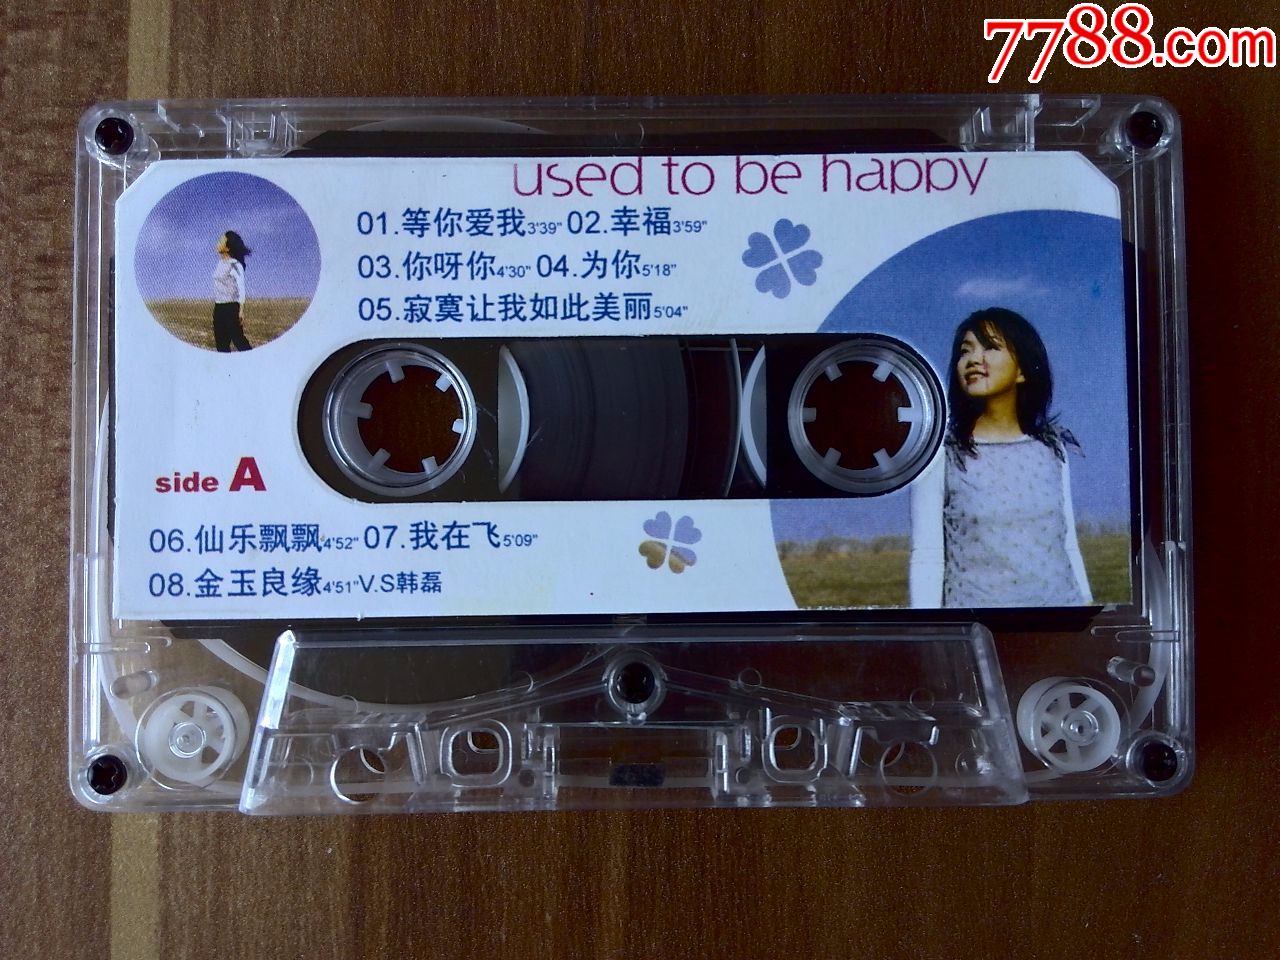 7788.com
used to be happy
01.等你爱我3'39" 02.幸福3'59"
03.你呀你4'30" 04.为你5'18"
05.寂寞让我如此美丽5'04"
side A
06.仙乐飘飘4'52" 07.我在飞5'09"
08.金玉良缘4'51"V.S韩磊